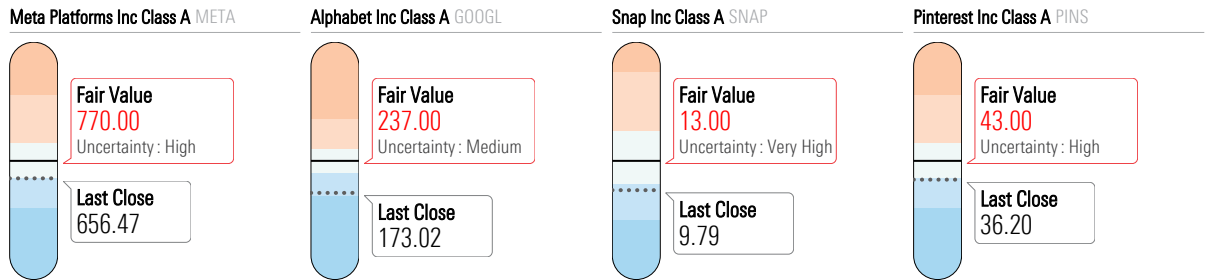 Meta Platforms Inc Class A META
Fair Value
770.00
Uncertainty : High
Last Close
656.47
Alphabet Inc Class A GOOGL
Fair Value
237.00
Uncertainty : Medium
Last Close
173.02
Snap Inc Class A SNAP
Fair Value
13.00
Uncertainty : Very High
Last Close
9.79
Pinterest Inc Class A PINS
Fair Value
43.00
Uncertainty : High
Last Close
36.20